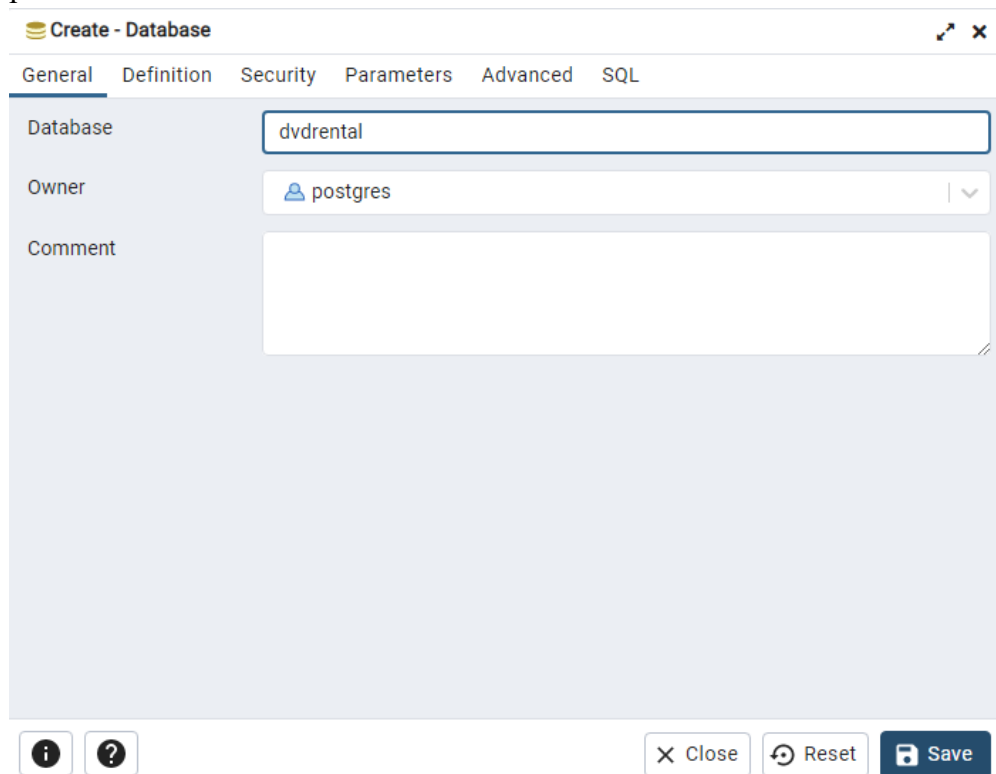 Create - Database
General Definition Security Parameters Advanced SQL
Database dvdrental
Owner postgres
Comment
Close Reset Save